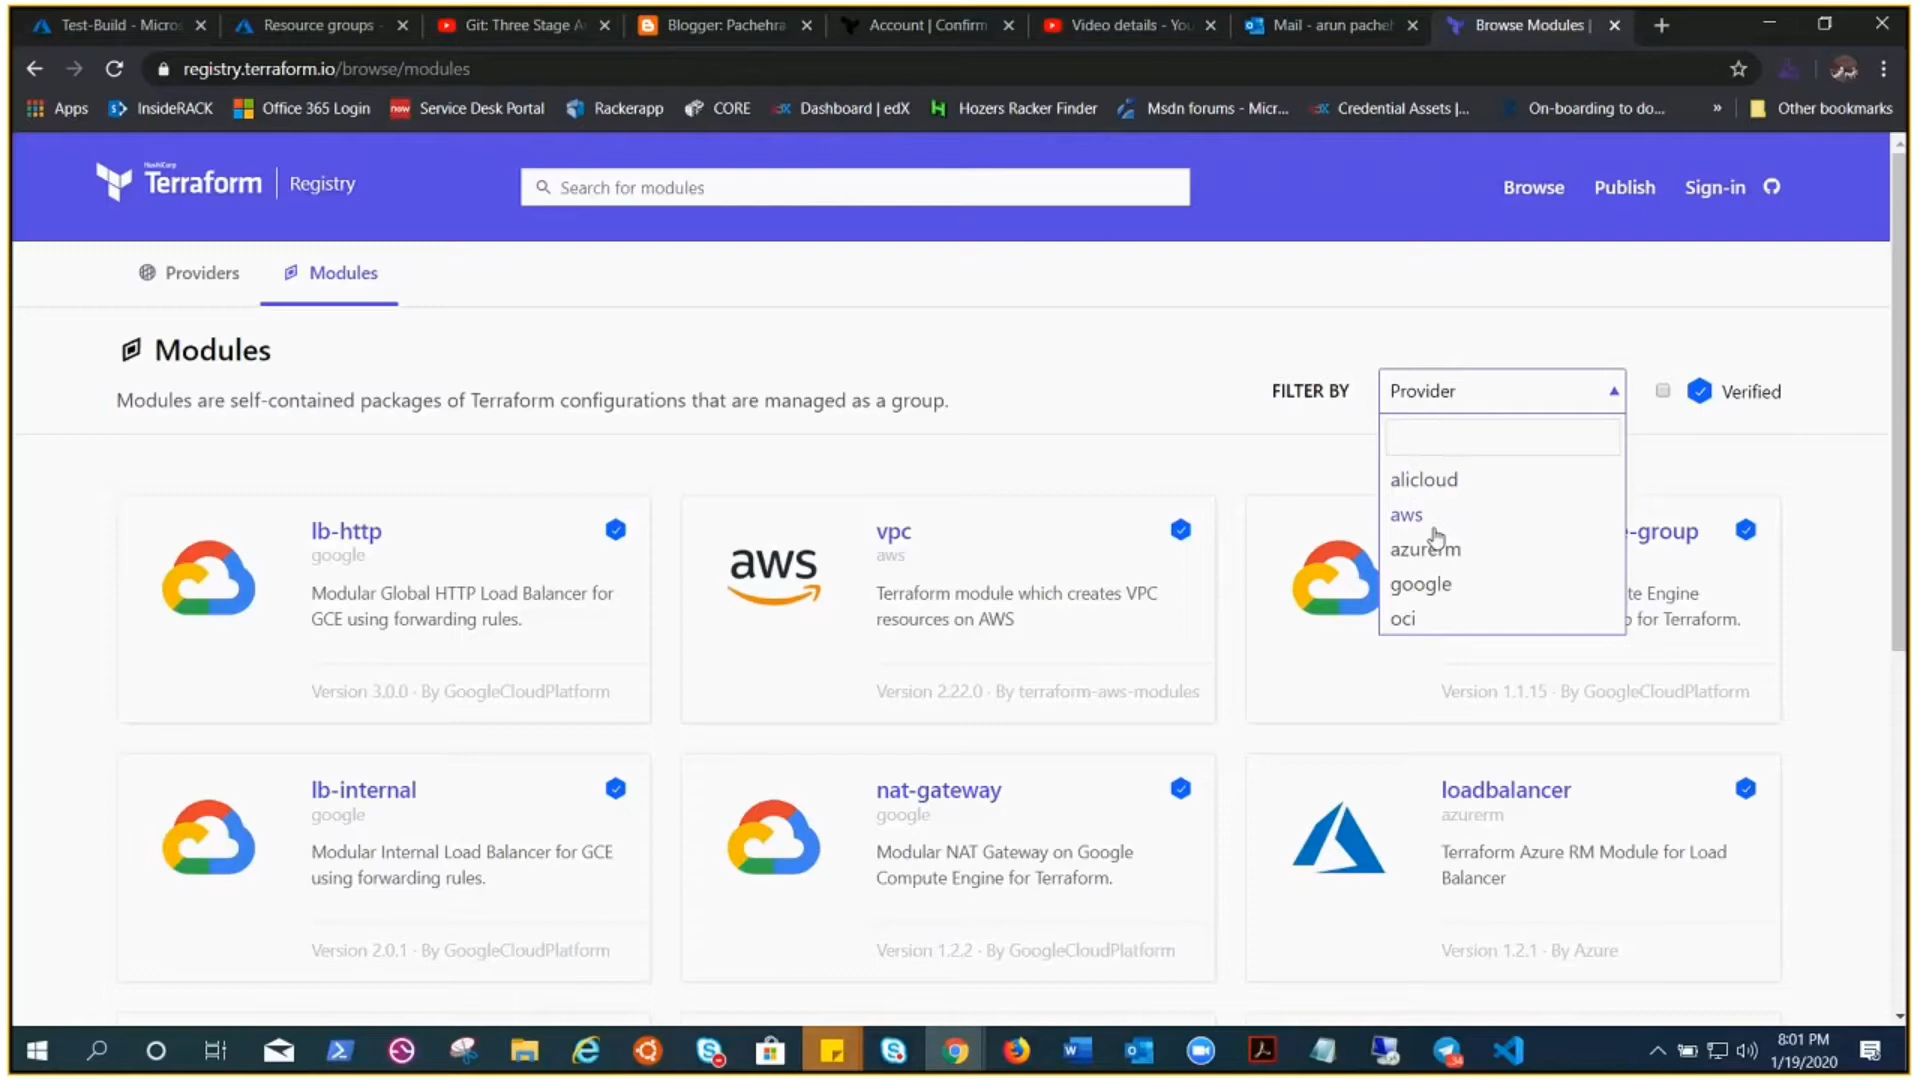 Test-Build - Micros
Resource groups -
Git: Three Stage A
Blogger: Pachehra
Account | Confirm
Video details - You
Mail - arun pacheh
Browse Modules |
registry.terraform.io/browse/modules
Apps
InsideRACK
Office 365 Login
now
Service Desk Portal
Rackerapp
CORE
Dashboard | edX
Hozers Racker Finder
Msdn forums - Micr...
Credential Assets |...
On-boarding to do...
»
Other bookmarks
HashiCorp
Terraform
Registry
Search for modules
Browse
Publish
Sign-in
Providers
Modules
Modules
Modules are self-contained packages of Terraform configurations that are managed as a group.
FILTER BY
Provider
Verified
alicloud
aws
azurerm
google
oci
lb-http
google
Modular Global HTTP Load Balancer for
GCE using forwarding rules.
Version 3.0.0 · By GoogleCloudPlatform
aws
vpc
aws
Terraform module which creates VPC
resources on AWS
Version 2.22.0 · By terraform-aws-modules
-group
te Engine
for Terraform.
Version 1.1.15 · By GoogleCloudPlatform
lb-internal
google
Modular Internal Load Balancer for GCE
using forwarding rules.
Version 2.0.1 · By GoogleCloudPlatform
nat-gateway
google
Modular NAT Gateway on Google
Compute Engine for Terraform.
Version 1.2.2 · By GoogleCloudPlatform
loadbalancer
azurerm
Terraform Azure RM Module for Load
Balancer
Version 1.2.1 · By Azure
8:01 PM
1/19/2020